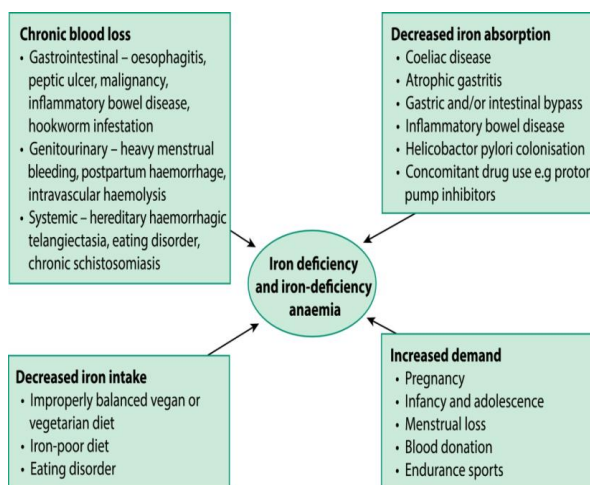 Chronic blood loss
• Gastrointestinal – oesophagitis,
peptic ulcer, malignancy,
inflammatory bowel disease,
hookworm infestation
• Genitourinary – heavy menstrual
bleeding, postpartum haemorrhage,
intravascular haemolysis
• Systemic – hereditary haemorrhagic
telangiectasia, eating disorder,
chronic schistosomiasis
Decreased iron absorption
• Coeliac disease
• Atrophic gastritis
• Gastric and/or intestinal bypass
• Inflammatory bowel disease
• Helicobactor pylori colonisation
• Concomitant drug use e.g proton
pump inhibitors
Iron deficiency
and iron-deficiency
anaemia
Decreased iron intake
• Improperly balanced vegan or
vegetarian diet
• Iron-poor diet
• Eating disorder
Increased demand
• Pregnancy
• Infancy and adolescence
• Menstrual loss
• Blood donation
• Endurance sports